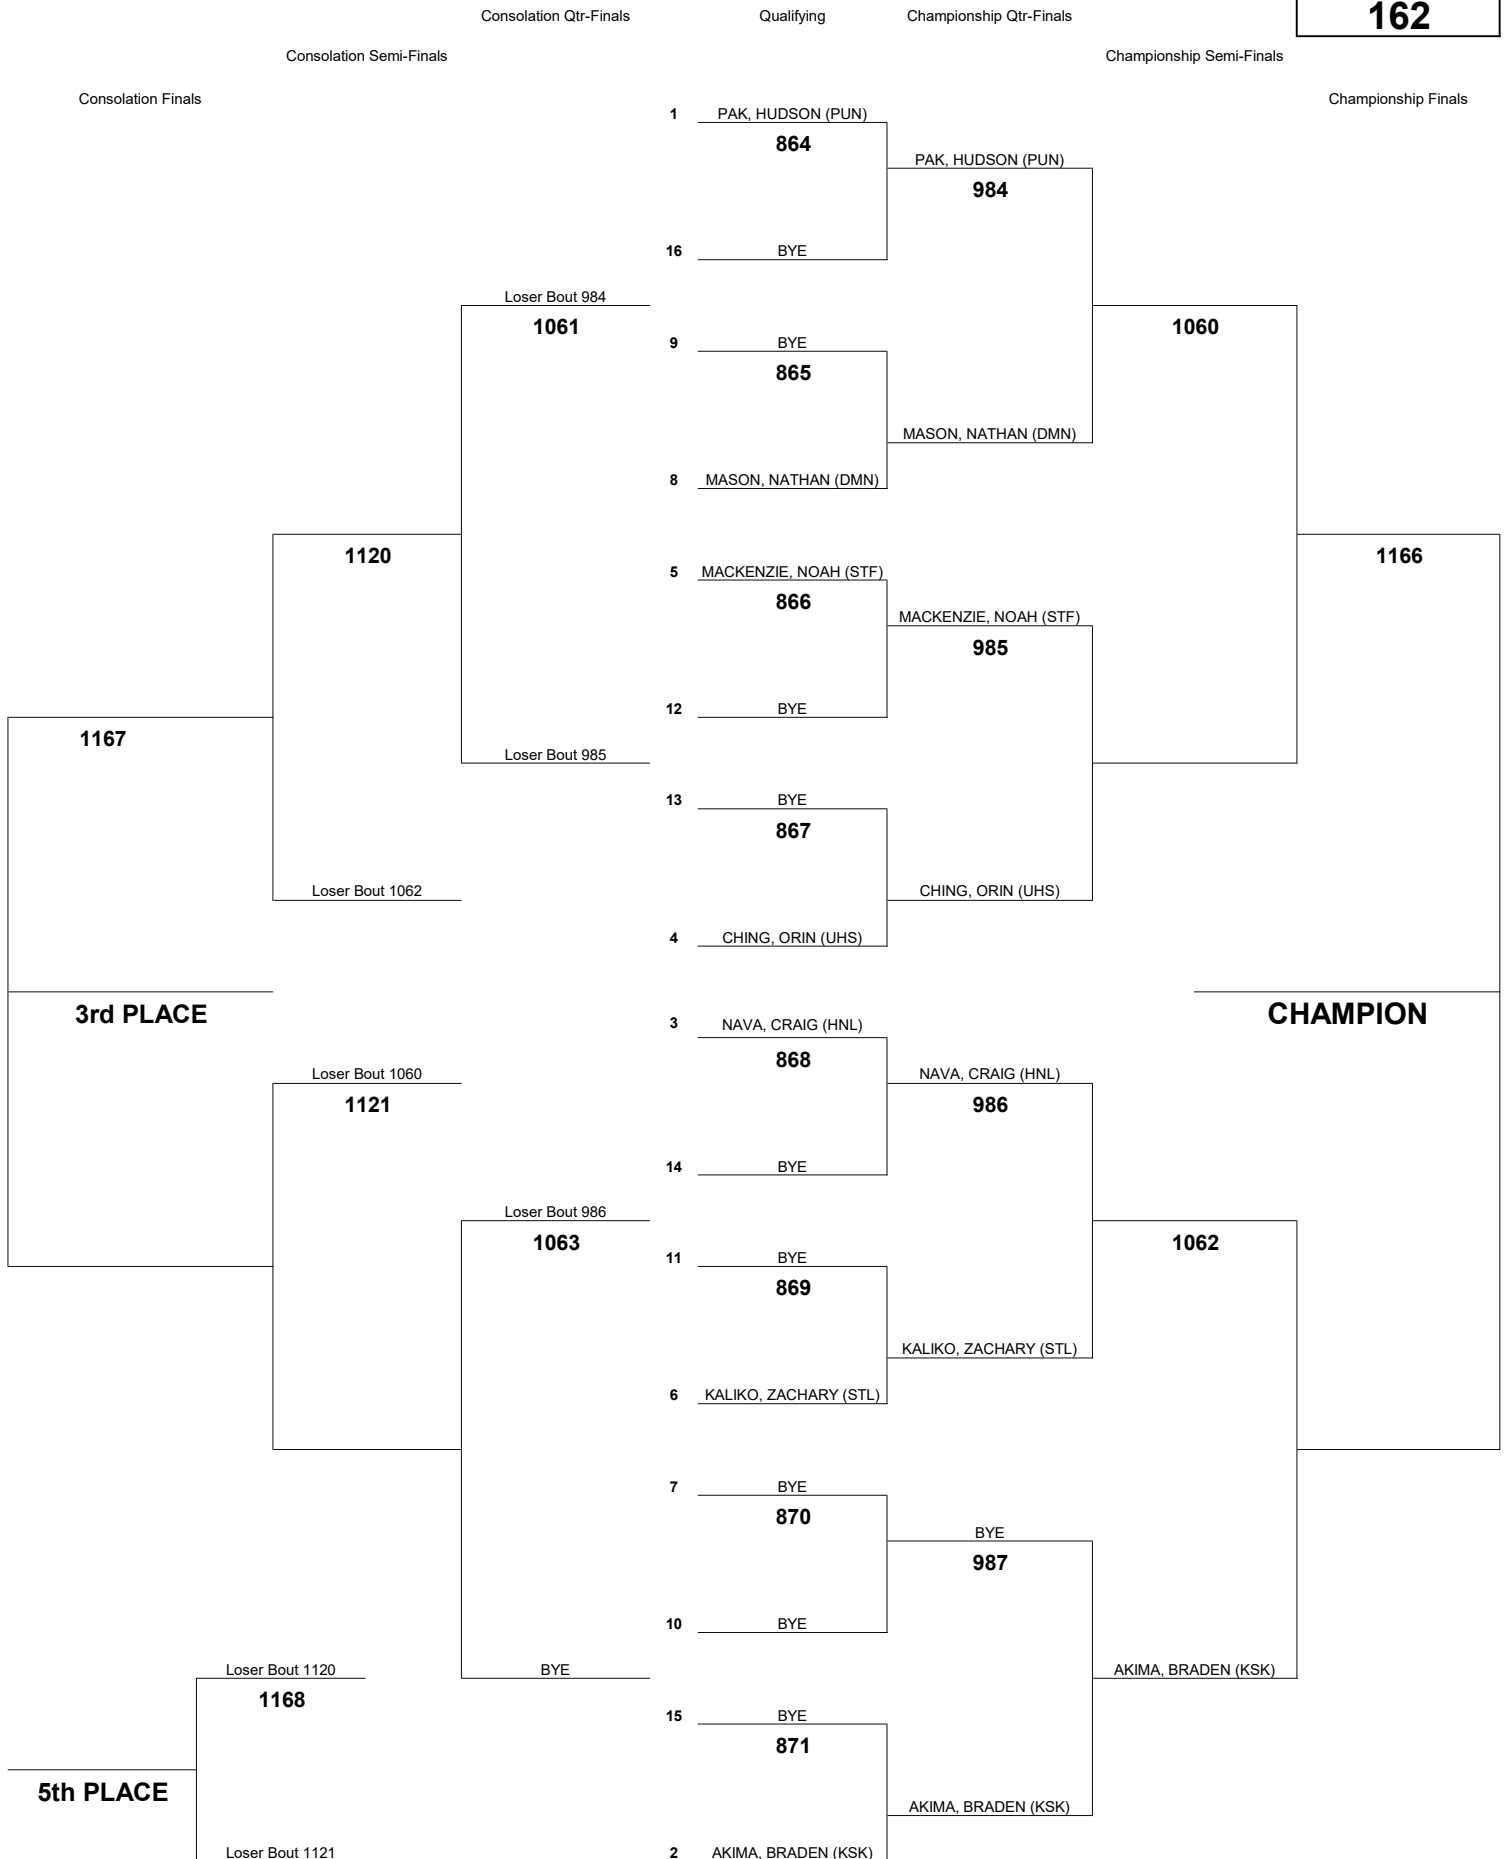 Consolation Qtr-Finals Qualifying Championship Qtr-Finals 162
Consolation Semi-Finals Championship Semi-Finals
Consolation Finals Championship Finals
1 PAK, HUDSON (PUN)
864
PAK, HUDSON (PUN)
984
16 BYE
Loser Bout 984
1061 1060
9 BYE
865
MASON, NATHAN (DMN)
8 MASON, NATHAN (DMN)
1120 1166
5 MACKENZIE, NOAH (STF)
866
MACKENZIE, NOAH (STF)
985
12 BYE
1167
Loser Bout 985
13 BYE
867
Loser Bout 1062 CHING, ORIN (UHS)
4 CHING, ORIN (UHS)
3rd PLACE CHAMPION
3 NAVA, CRAIG (HNL)
868
Loser Bout 1060 NAVA, CRAIG (HNL)
1121 986
14 BYE
Loser Bout 986
1063 1062
11 BYE
869
KALIKO, ZACHARY (STL)
6 KALIKO, ZACHARY (STL)
7 BYE
870
BYE
987
10 BYE
Loser Bout 1120 BYE AKIMA, BRADEN (KSK)
1168
15 BYE
871
5th PLACE
AKIMA, BRADEN (KSK)
Loser Bout 1121 2 AKIMA, BRADEN (KSK)